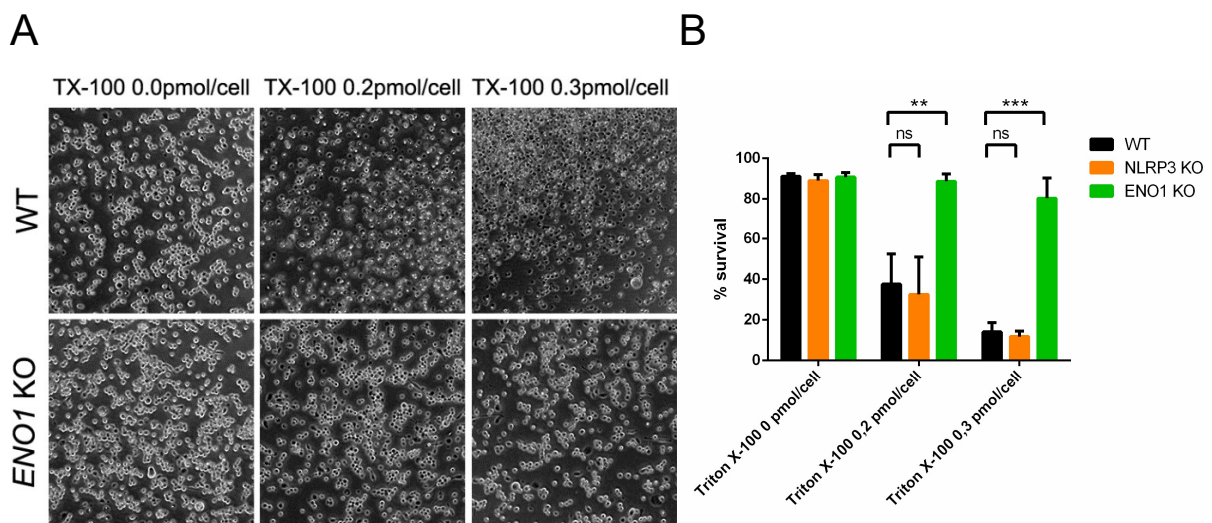 A
TX-100 0.0pmol/cell TX-100 0.2pmol/cell TX-100 0.3pmol/cell
WT
ENO1 KO
B
** ***
ns ns
WT
NLRP3 KO
ENO1 KO
100
80
60
40
20
0
% survival
Triton X-100 0 pmol/cell
Triton X-100 0,2 pmol/cell
Triton X-100 0,3 pmol/cell